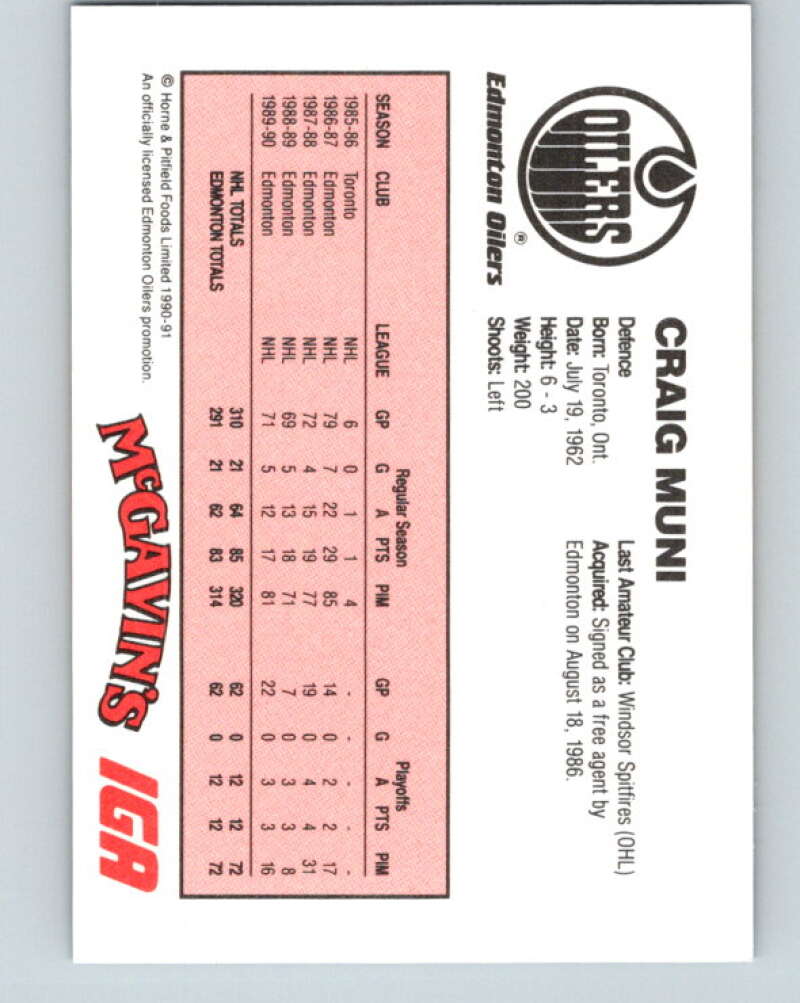 OILERS
Edmonton Oilers ®
CRAIG MUNI
Defence
Born: Toronto, Ont.
Date: July 19, 1962
Height: 6 - 3
Weight: 200
Shoots: Left
Last Amateur Club: Windsor Spitfires (OHL)
Acquired: Signed as a free agent by
Edmonton on August 18, 1986.
Regular Season Playoffs
SEASON CLUB LEAGUE GP G A PTS PIM GP G A PTS PIM
1985-86 Toronto NHL 6 0 1 1 4 - - - - -
1986-87 Edmonton NHL 79 7 22 29 85 14 0 2 2 17
1987-88 Edmonton NHL 72 4 15 19 77 19 0 4 4 31
1988-89 Edmonton NHL 69 5 13 18 71 7 0 3 3 8
1989-90 Edmonton NHL 71 5 12 17 81 22 0 3 3 16
NHL TOTALS 310 21 64 85 320 62 0 12 12 72
EDMONTON TOTALS 291 21 62 83 314 62 0 12 12 72
© Horne & Pitfield Foods Limited 1990-91
An officially licensed Edmonton Oilers promotion.
McGAVIN'S
IGA